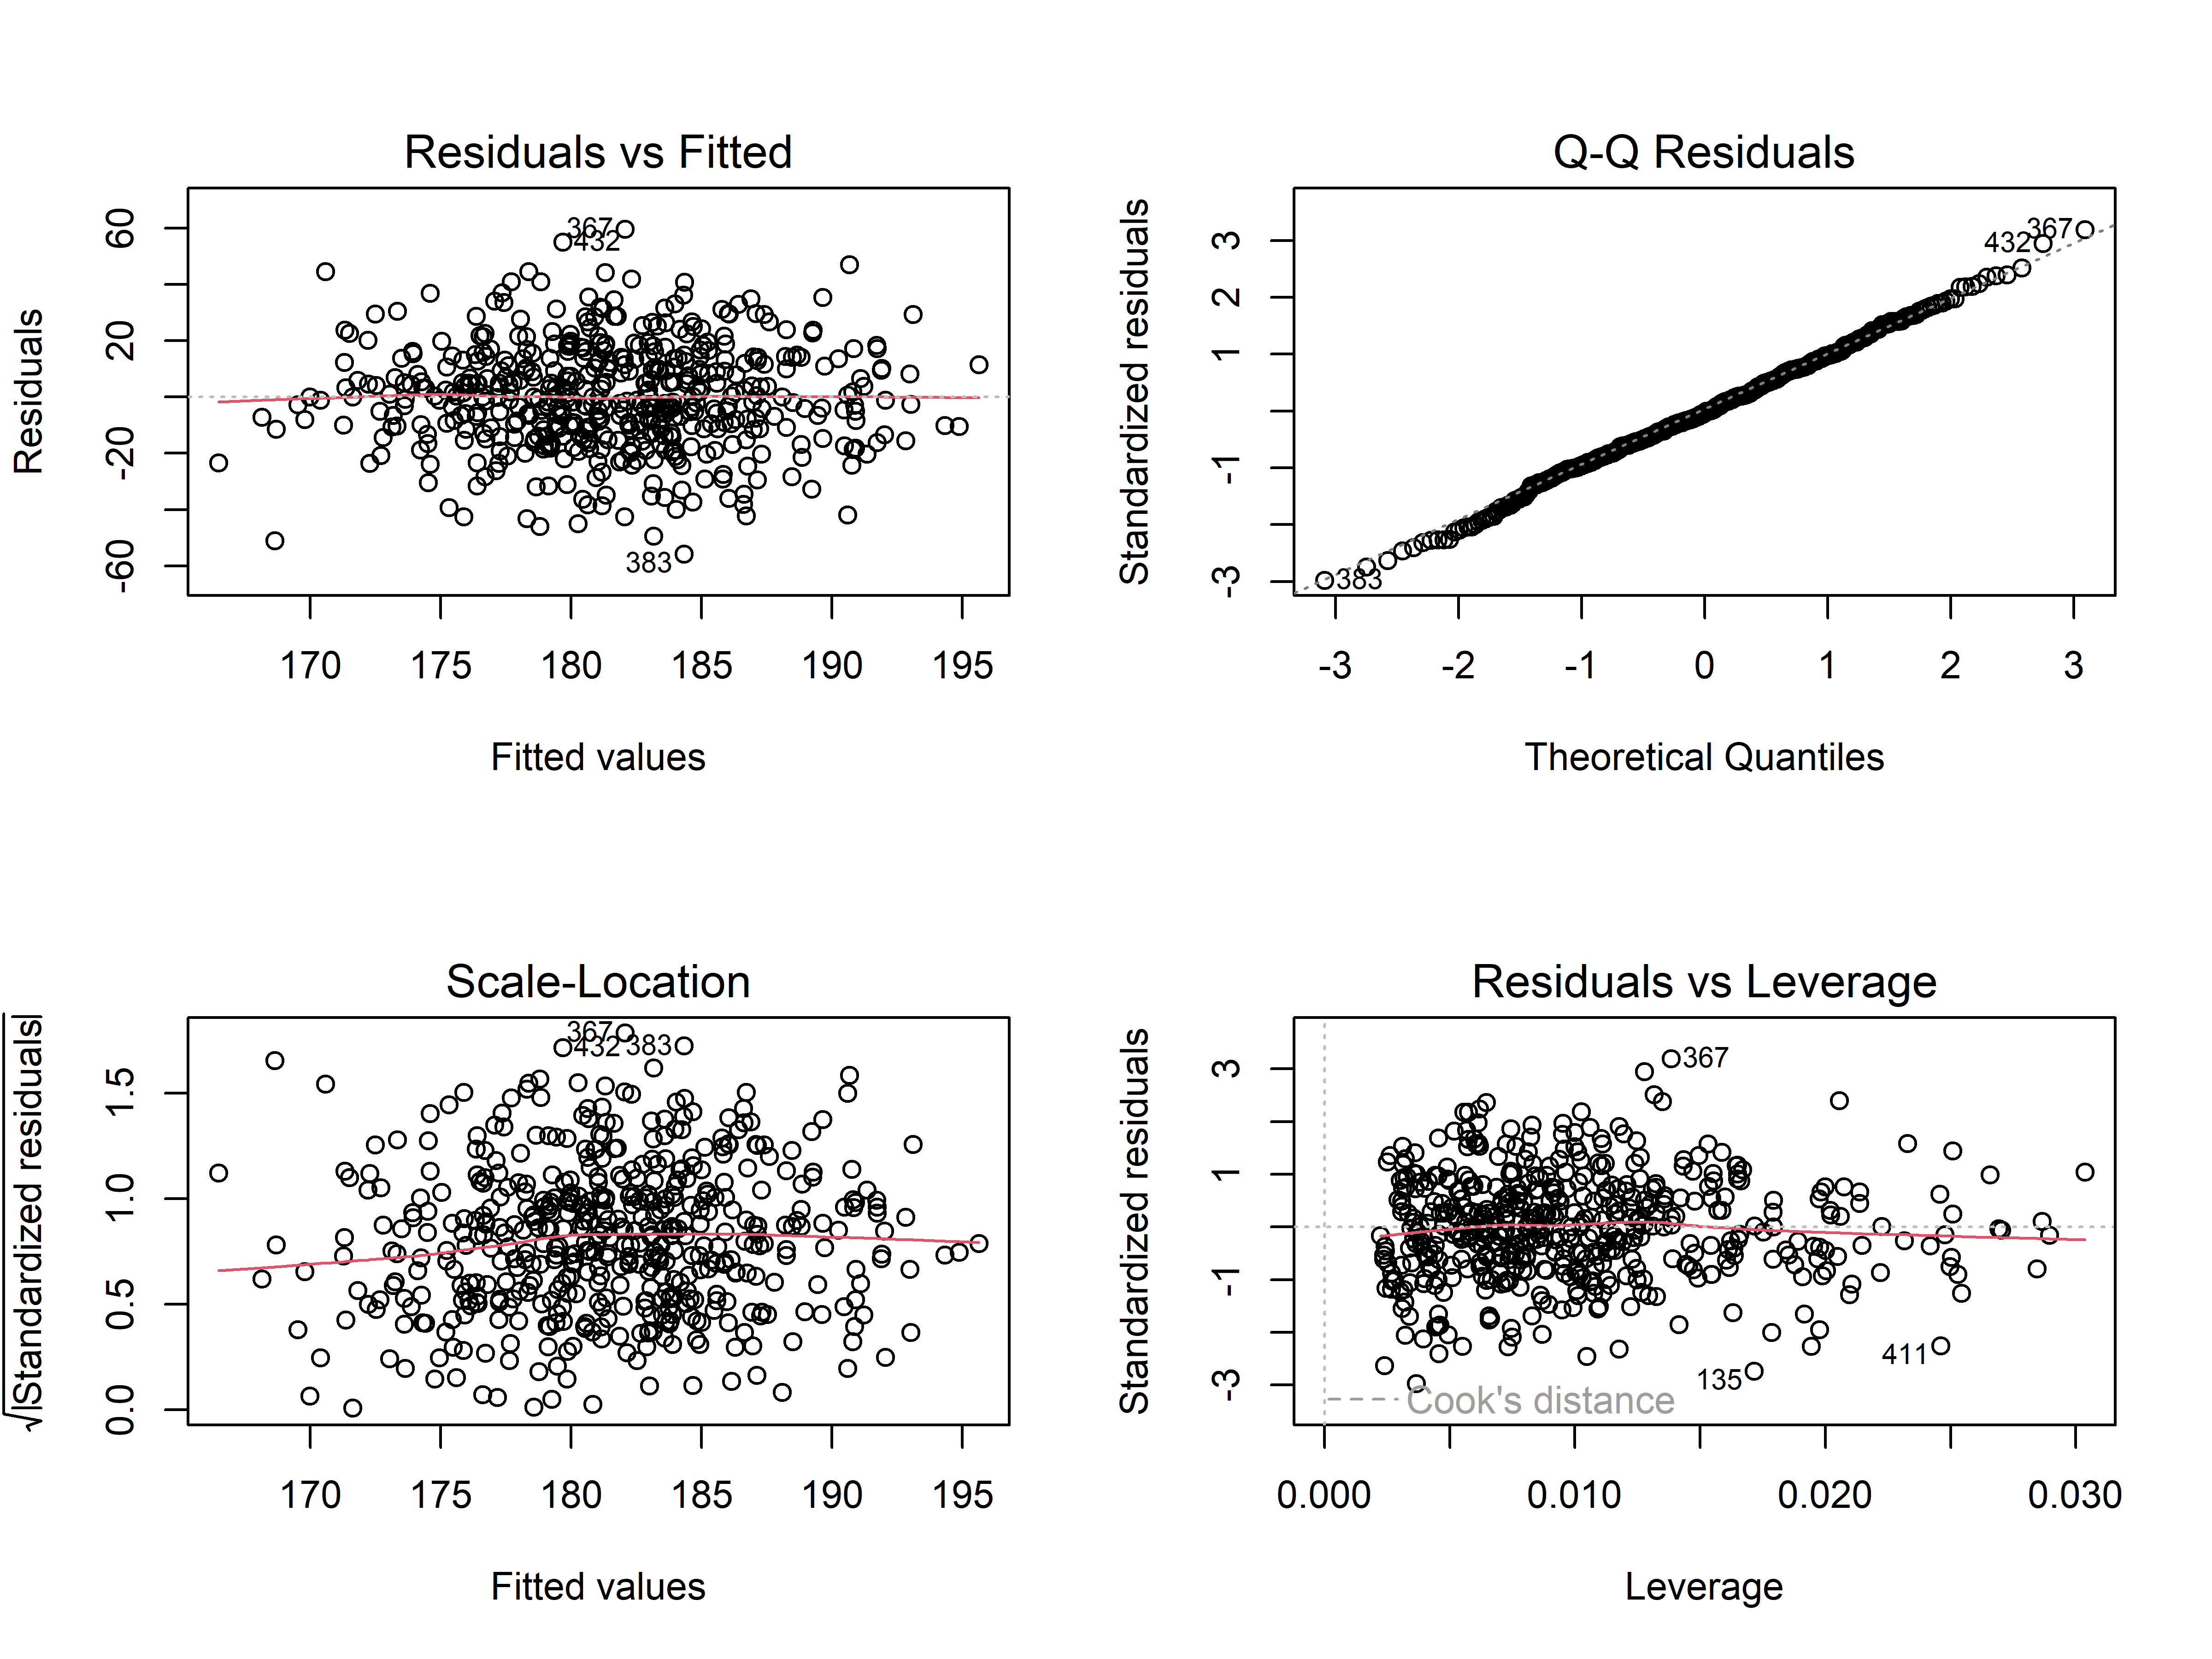 Residuals vs Fitted
Residuals
60
20
-20
-60
367
432
383
170 175 180 185 190 195
Fitted values
Q-Q Residuals
Standardized residuals
3
2
1
-1
-3
432
367
383
-3 -2 -1 0 1 2 3
Theoretical Quantiles
Scale-Location
√|Standardized residuals|
1.5
1.0
0.5
0.0
367
432
383
170 175 180 185 190 195
Fitted values
Residuals vs Leverage
Standardized residuals
3
1
-1
-3
367
411
135
Cook's distance
0.000 0.010 0.020 0.030
Leverage